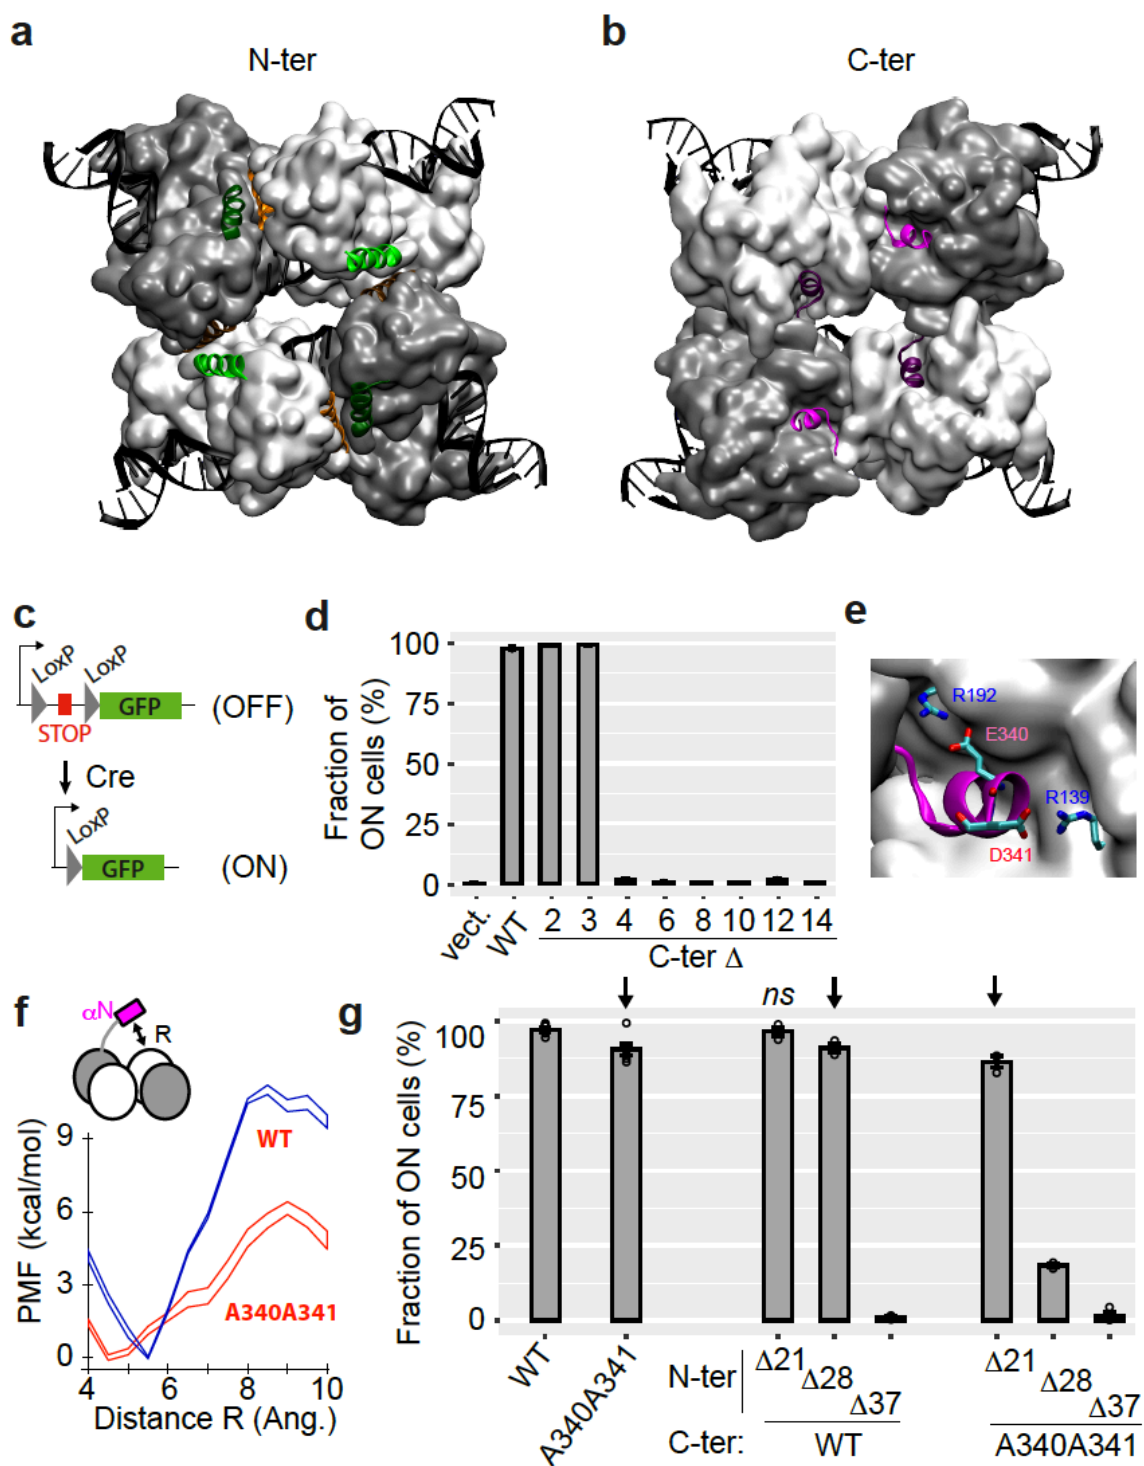 a
N-ter
b
C-ter
c
LoxP
LoxP
GFP
(OFF)
STOP
Cre
LoxP
GFP
(ON)
d
Fraction of
ON cells (%)
100
75
50
25
0
vect.
WT
2
3
4
6
8
10
12
14
C-ter Δ
e
R192
E340
R139
D341
f
αN
R
PMF (kcal/mol)
9
6
3
0
WT
A340A341
4
6
8
10
Distance R (Ang.)
g
ns
Fraction of ON cells (%)
100
75
50
25
0
WT
A340A341
N-ter
Δ21
Δ28
Δ37
Δ21
Δ28
Δ37
C-ter:
WT
A340A341